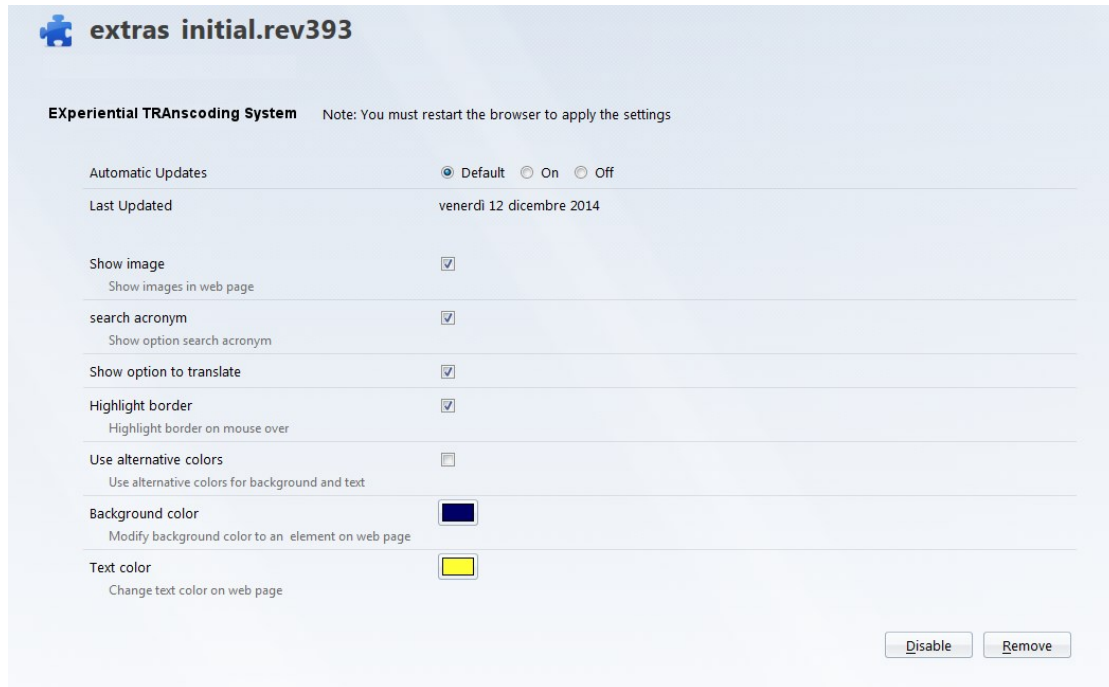 extras initial.rev393
EXperiential TRAnscoding System Note: You must restart the browser to apply the settings
Automatic Updates Default On Off
Last Updated venerdì 12 dicembre 2014
Show image
Show images in web page
search acronym
Show option search acronym
Show option to translate
Highlight border
Highlight border on mouse over
Use alternative colors
Use alternative colors for background and text
Background color
Modify background color to an element on web page
Text color
Change text color on web page
Disable Remove